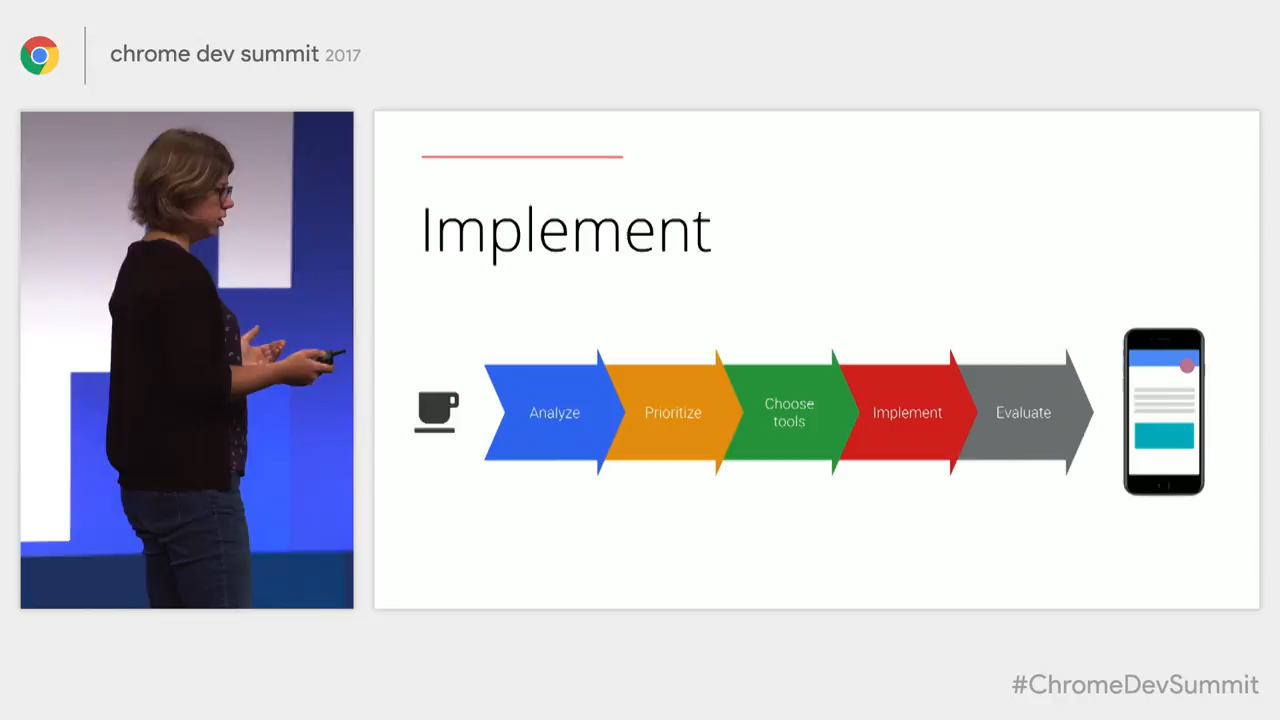 chrome dev summit 2017
Implement
Analyze
Prioritize
Choose
tools
Implement
Evaluate
#ChromeDevSummit